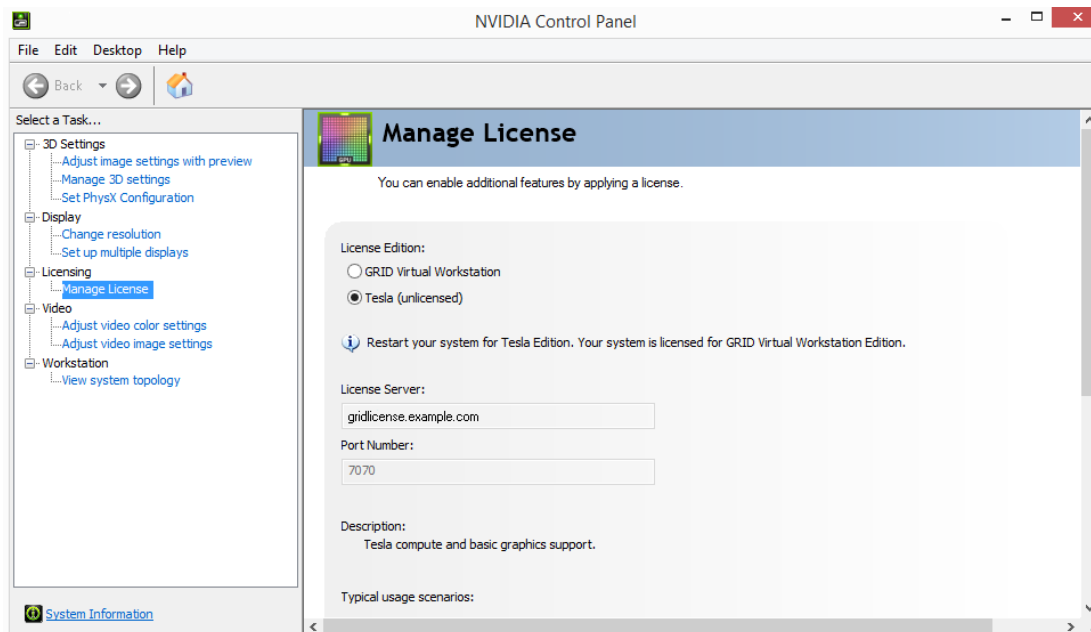 NVIDIA Control Panel
File Edit Desktop Help
Back
Select a Task...
3D Settings
Adjust image settings with preview
Manage 3D settings
Set PhysX Configuration
Display
Change resolution
Set up multiple displays
Licensing
Manage License
Video
Adjust video color settings
Adjust video image settings
Workstation
View system topology
System Information
GPU
Manage License
You can enable additional features by applying a license.
License Edition:
GRID Virtual Workstation
Tesla (unlicensed)
Restart your system for Tesla Edition. Your system is licensed for GRID Virtual Workstation Edition.
License Server:
gridlicense.example.com
Port Number:
7070
Description:
Tesla compute and basic graphics support.
Typical usage scenarios: